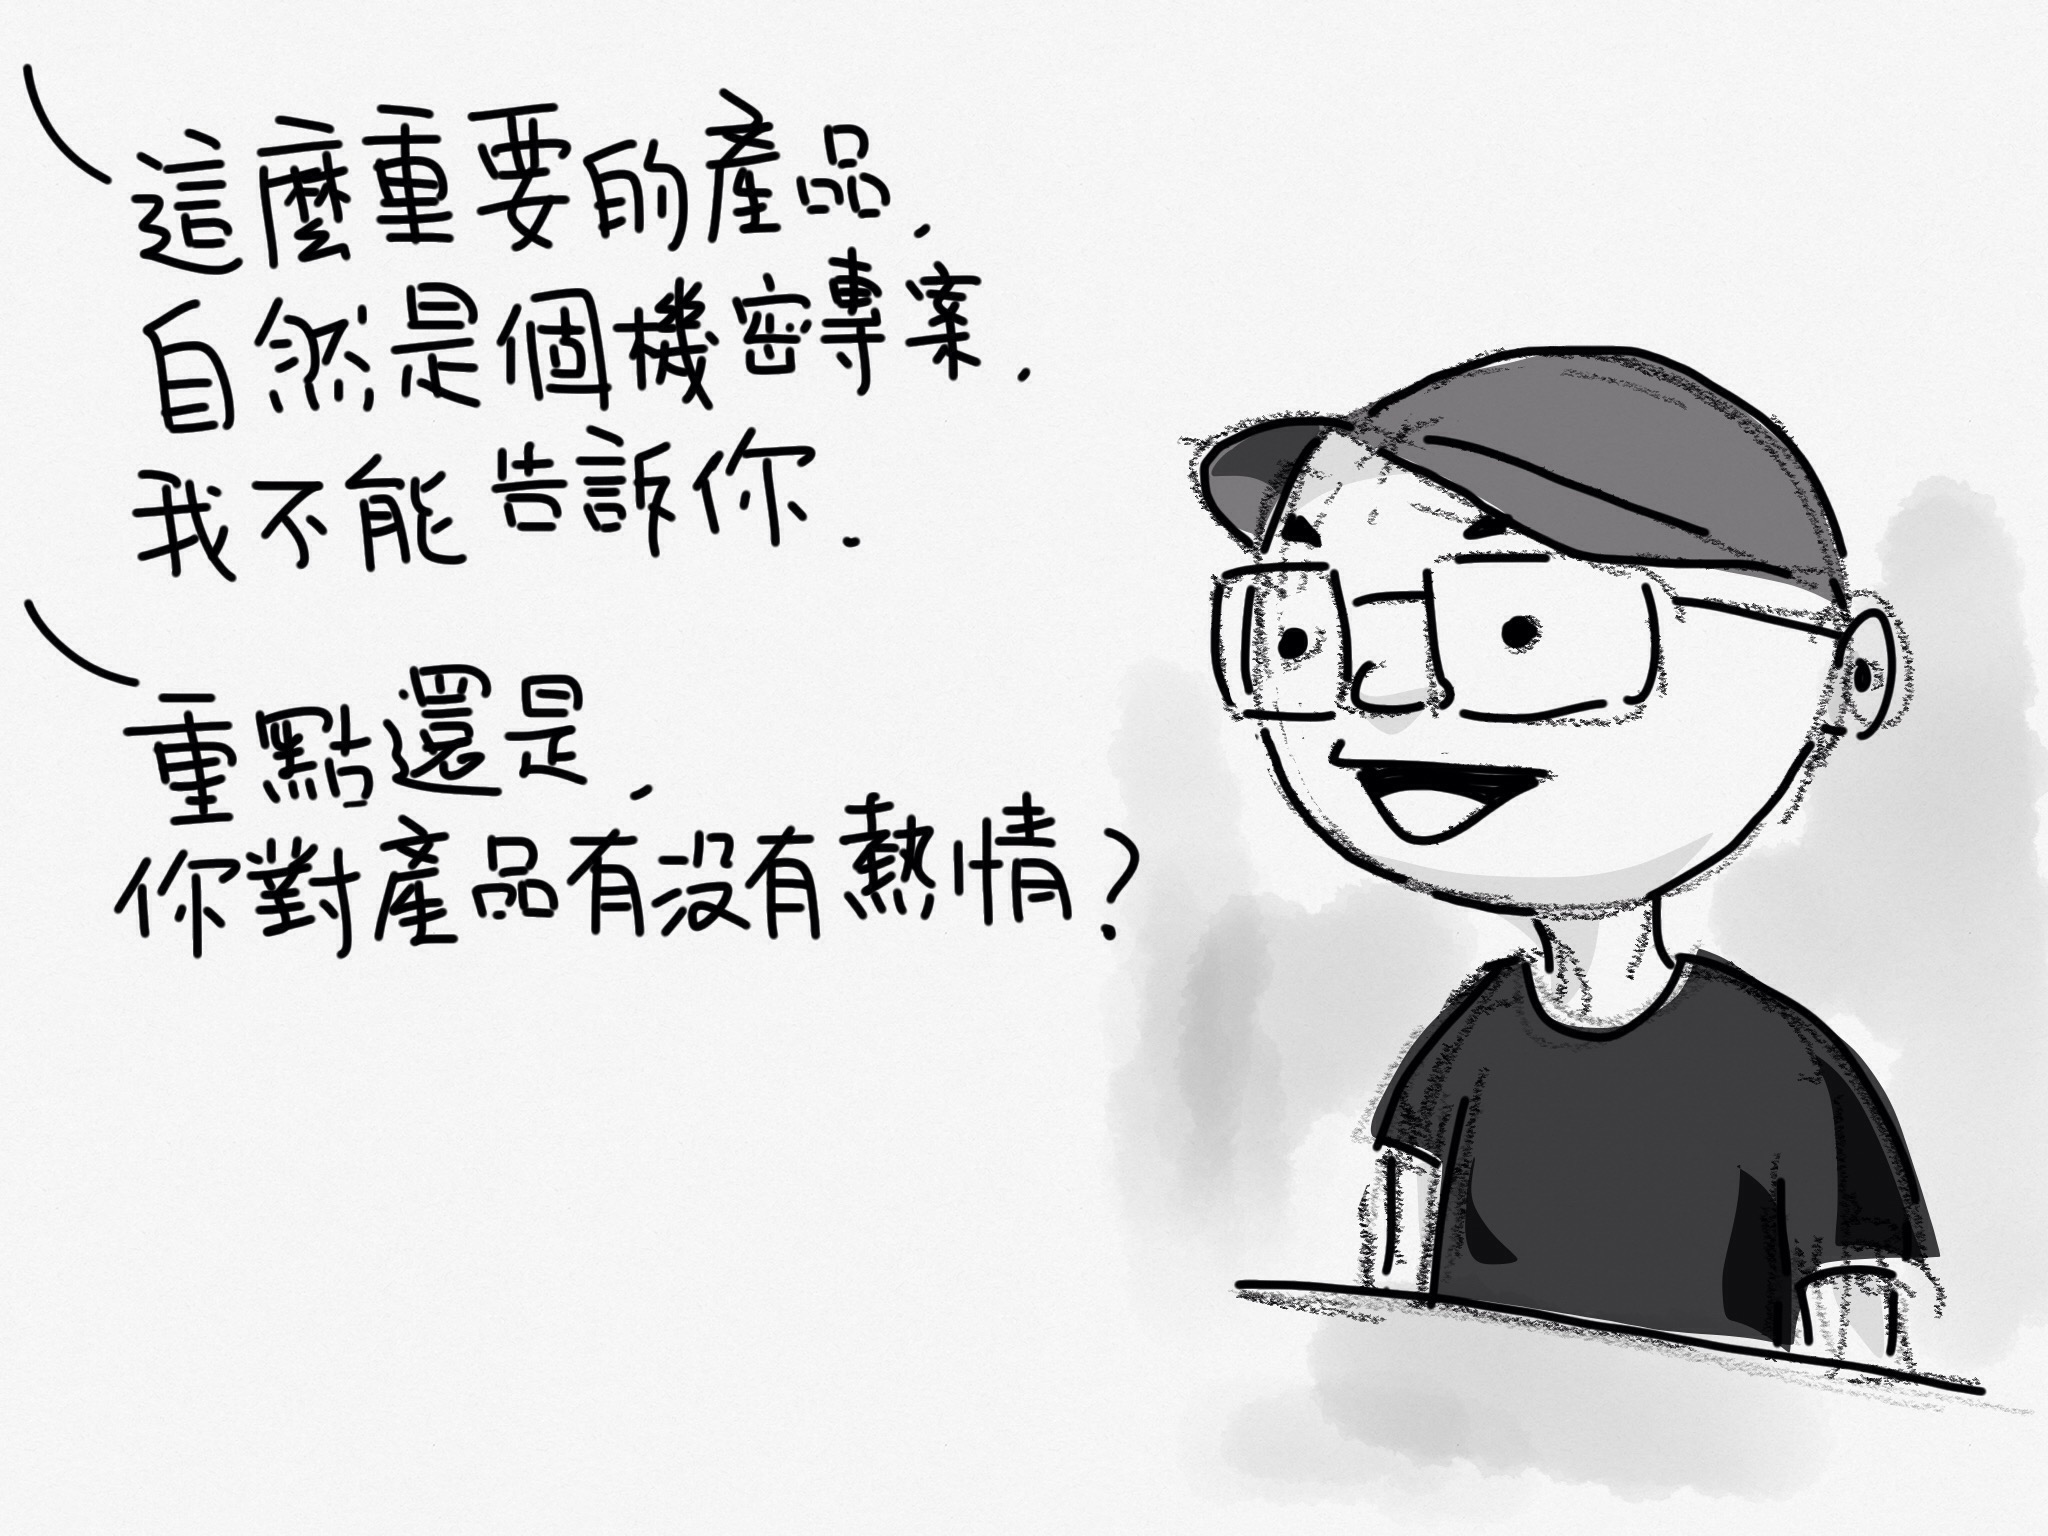 這麼重要的產品,
自然是個機密專案,
我不能告訴你.
重點還是,
你對產品有沒有熱情?